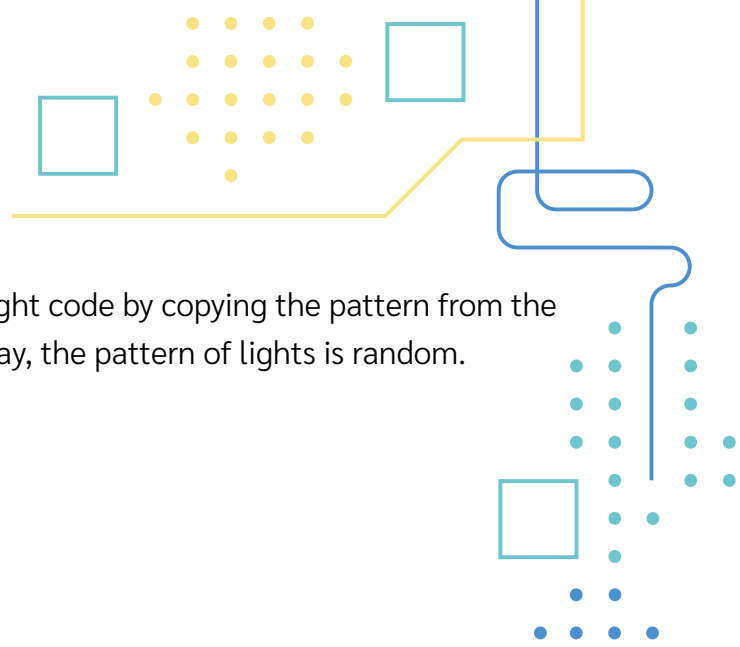 ght code by copying the pattern from the
ay, the pattern of lights is random.